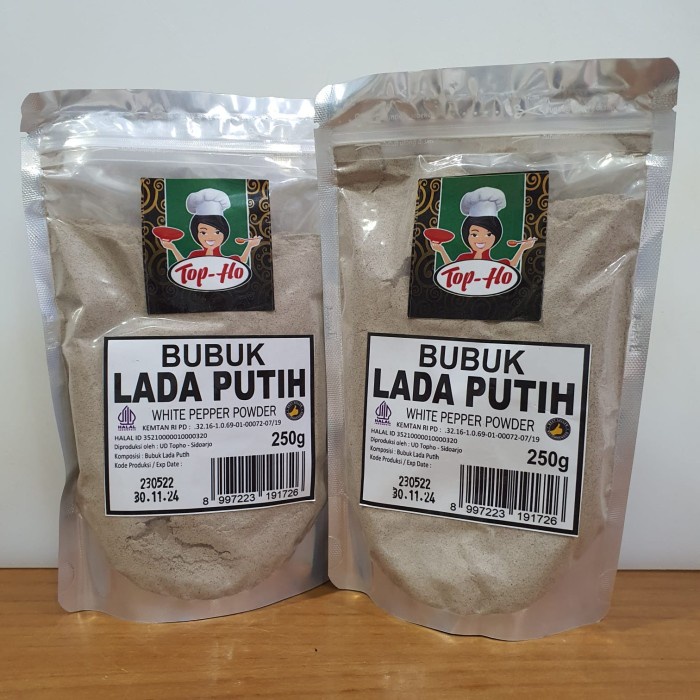 Top-Ho
BUBUK
LADA PUTIH
WHITE PEPPER POWDER
HALAL
KEMTAN RI PD : .32.16-1.0.69-01-00072-07/19
HALAL ID 35210000010000320
Diproduksi oleh : UD Topho - Sidoarjo
Komposisi : Bubuk Lada Putih
Kode Produksi / Exp Date :
250g
230522
30.11.24
8 997223 191726
Top-Ho
BUBUK
LADA PUTIH
WHITE PEPPER POWDER
KEMTAN RI PD : .32.16-1.0.69-01-00072-07/19
HALAL ID 35210000010000320
Diproduksi oleh : UD Topho - Sidoarjo
Komposisi : Bubuk Lada Putih
Kode Produksi / Exp Date :
250g
230522
30.11.24
8 997223 191726